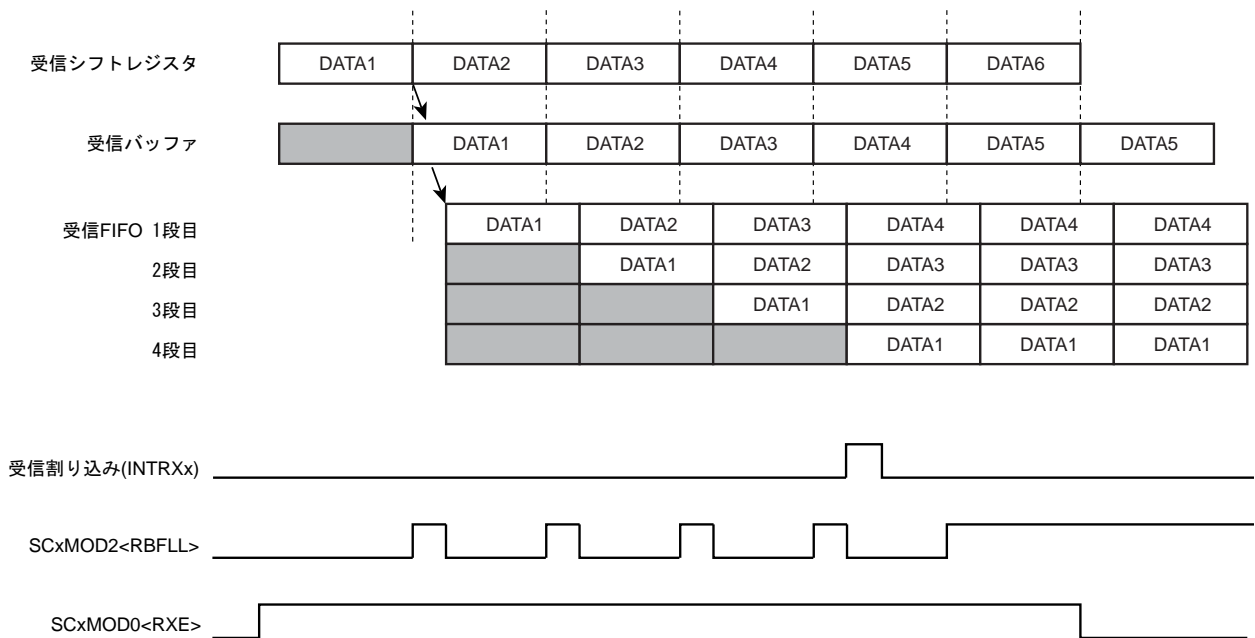 受信シフトレジスタ DATA1 DATA2 DATA3 DATA4 DATA5 DATA6
受信バッファ DATA1 DATA2 DATA3 DATA4 DATA5 DATA5
受信FIFO 1段目 DATA1 DATA2 DATA3 DATA4 DATA4 DATA4
2段目 DATA1 DATA2 DATA3 DATA3 DATA3
3段目 DATA1 DATA2 DATA2 DATA2
4段目 DATA1 DATA1 DATA1
受信割り込み(INTRXx)
SCxMOD2<RBFLL>
SCxMOD0<RXE>